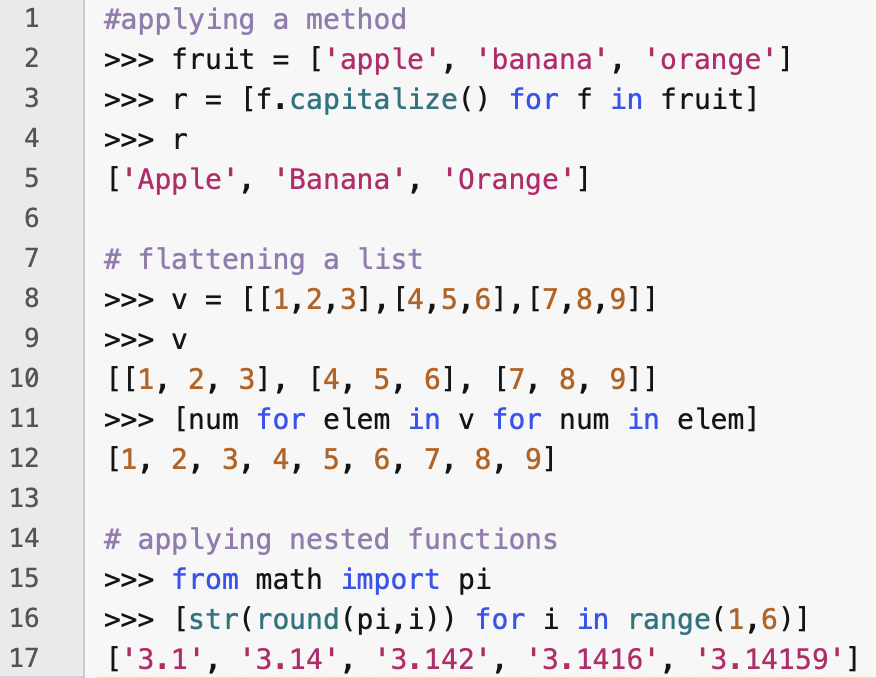 1 #applying a method
2 >>> fruit = ['apple', 'banana', 'orange']
3 >>> r = [f.capitalize() for f in fruit]
4 >>> r
5 ['Apple', 'Banana', 'Orange']
6
7 # flattening a list
8 >>> v = [[1,2,3],[4,5,6],[7,8,9]]
9 >>> v
10 [[1, 2, 3], [4, 5, 6], [7, 8, 9]]
11 >>> [num for elem in v for num in elem]
12 [1, 2, 3, 4, 5, 6, 7, 8, 9]
13
14 # applying nested functions
15 >>> from math import pi
16 >>> [str(round(pi,i)) for i in range(1,6)]
17 ['3.1', '3.14', '3.142', '3.1416', '3.14159']